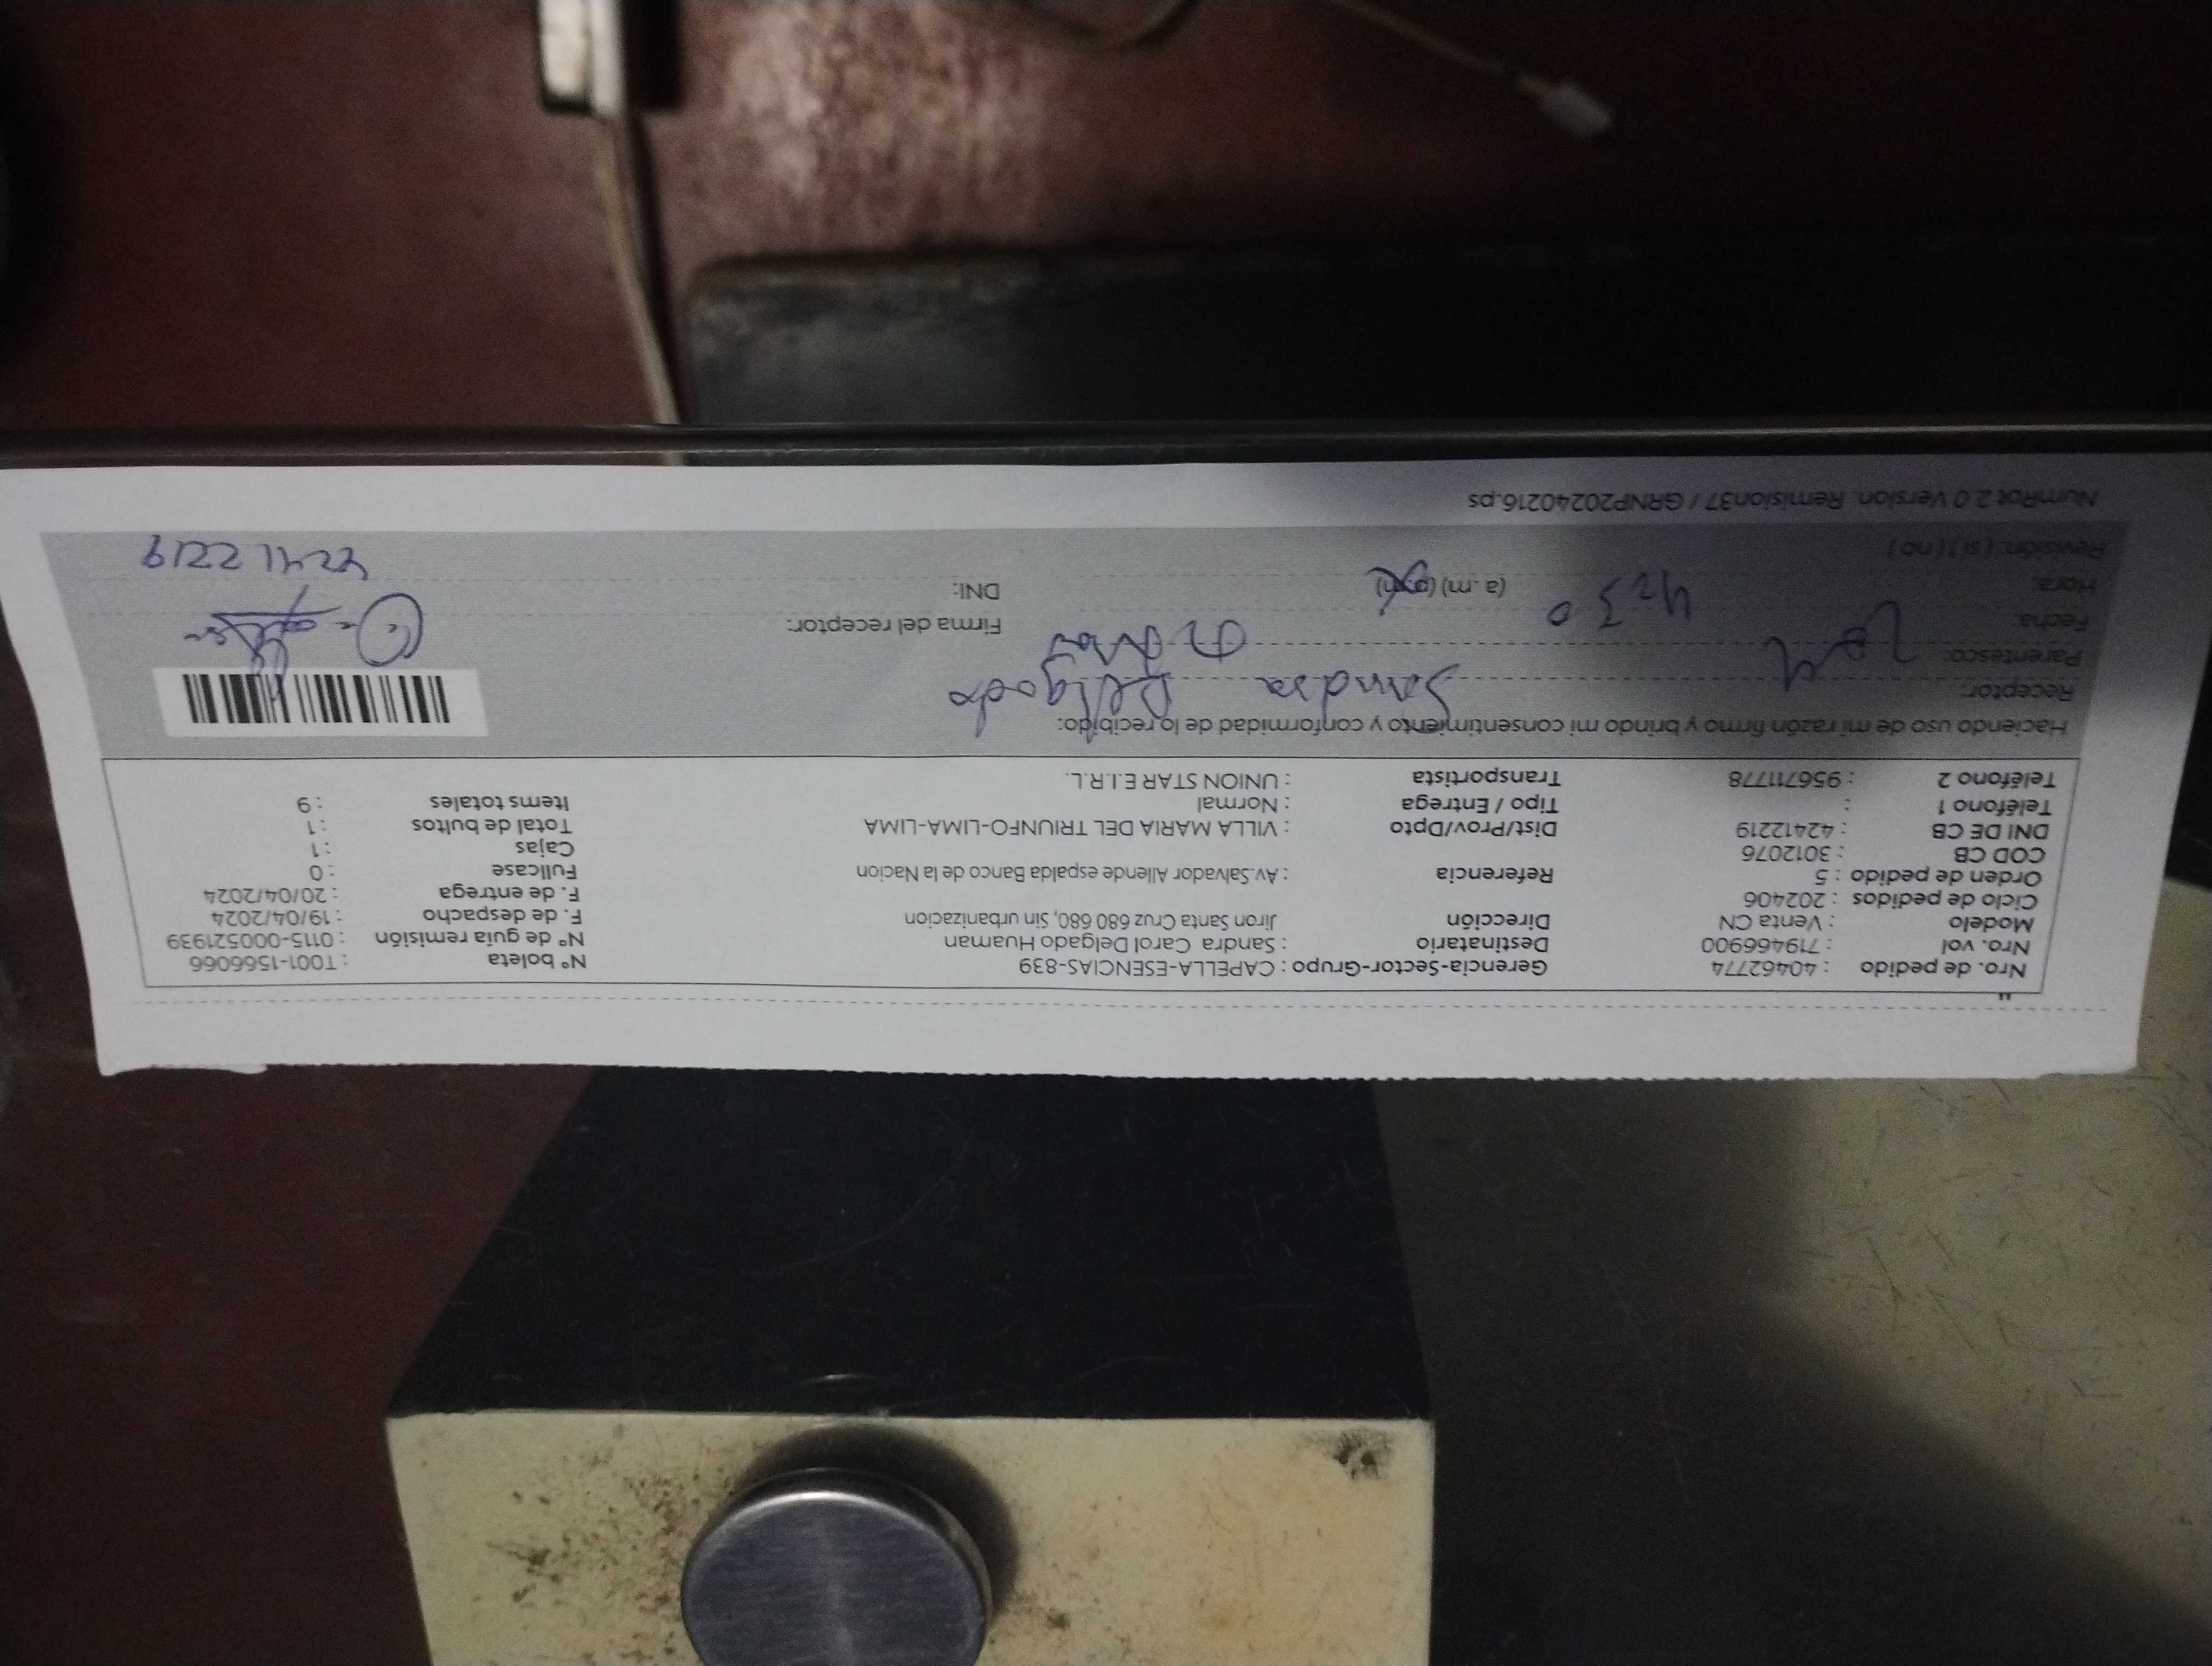 Nro. de pedido : 40462774 Gerencia-Sector-Grupo : CAPELLA-ESENCIAS-839 N° boleta : T001-1566066
Nro. vol : 719466900 Destinatario : Sandra Carol Delgado Huaman N° de guia remisión : 0115-000521939
Modelo : Venta CN Dirección Jiron Santa Cruz 680 680, Sin urbanizacion F. de despacho : 19/04/2024
Ciclo de pedidos : 202406 F. de entrega : 20/04/2024
Orden de pedido : 5 Referencia : Av.Salvador Allende espalda Banco de la Nacion Fullcase : 0
COD CB : 3012076 Cajas : 1
DNI DE CB : 42412219 Dist/Prov/Dpto : VILLA MARIA DEL TRIUNFO-LIMA-LIMA Total de bultos : 1
Teléfono 1 : Tipo / Entrega : Normal Items totales : 9
Teléfono 2 : 956711778 Transportista : UNION STAR E.I.R.L.
Haciendo uso de mi razón firmo y brindo mi consentimiento y conformidad de lo recibido:
Receptor: Sandra Delgado
Parentesco:
Fecha: Firma del receptor:
Hora: 4:30 (a.m) (p.m) DNI: 42412219
Revisión: ( si ) ( no )
NumRot 2.0 Version. Remision37 / GRNP20240216.ps